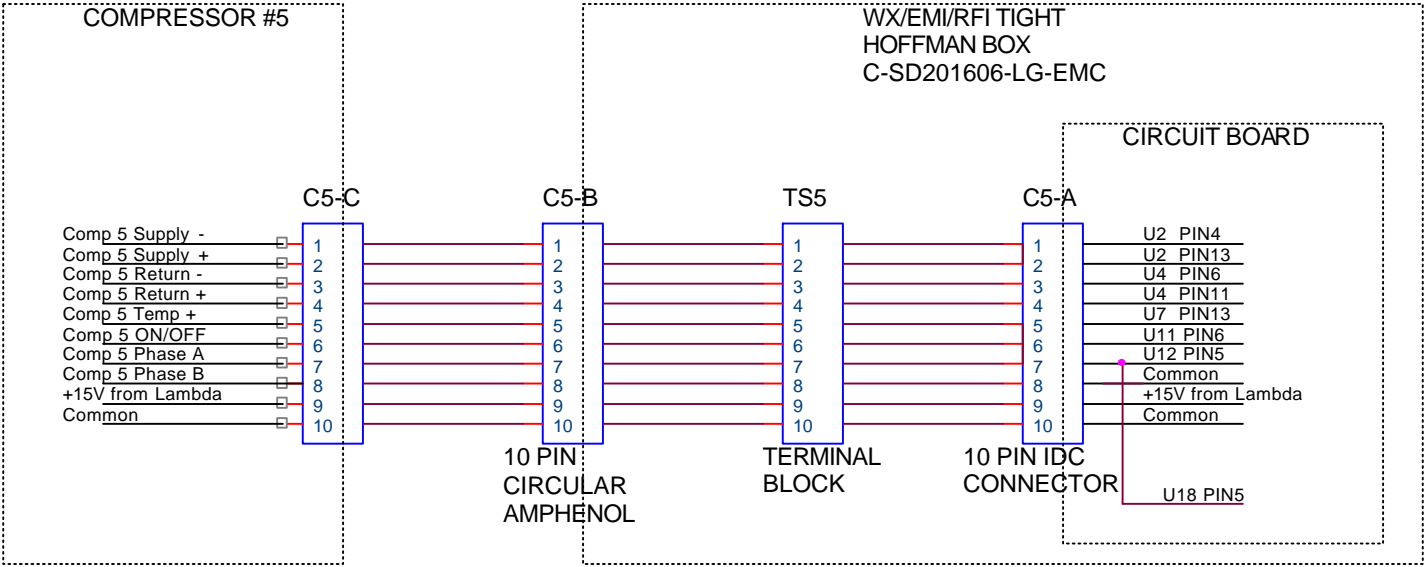 COMPRESSOR #5
WX/EMI/RFI TIGHT
HOFFMAN BOX
C-SD201606-LG-EMC
CIRCUIT BOARD
C5-C
C5-B
TS5
C5-A
Comp 5 Supply -
Comp 5 Supply +
Comp 5 Return -
Comp 5 Return +
Comp 5 Temp +
Comp 5 ON/OFF
Comp 5 Phase A
Comp 5 Phase B
+15V from Lambda
Common
1
2
3
4
5
6
7
8
9
10
1
2
3
4
5
6
7
8
9
10
1
2
3
4
5
6
7
8
9
10
1
2
3
4
5
6
7
8
9
10
U2 PIN4
U2 PIN13
U4 PIN6
U4 PIN11
U7 PIN13
U11 PIN6
U12 PIN5
Common
+15V from Lambda
Common
10 PIN
CIRCULAR
AMPHENOL
TERMINAL
BLOCK
10 PIN IDC
CONNECTOR
U18 PIN5